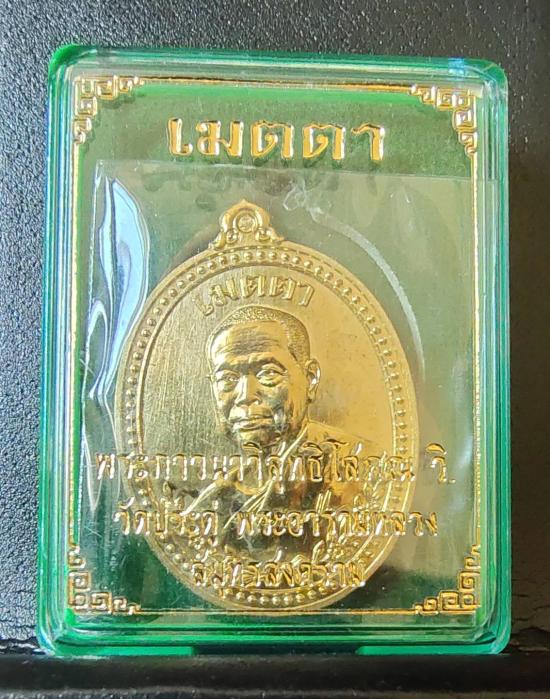 เมตตา
เมตตา
พระภาวนาวิสุทธิโสภณ วิ.
วัดประดู่ พระอารามหลวง
สมุทรสงคราม